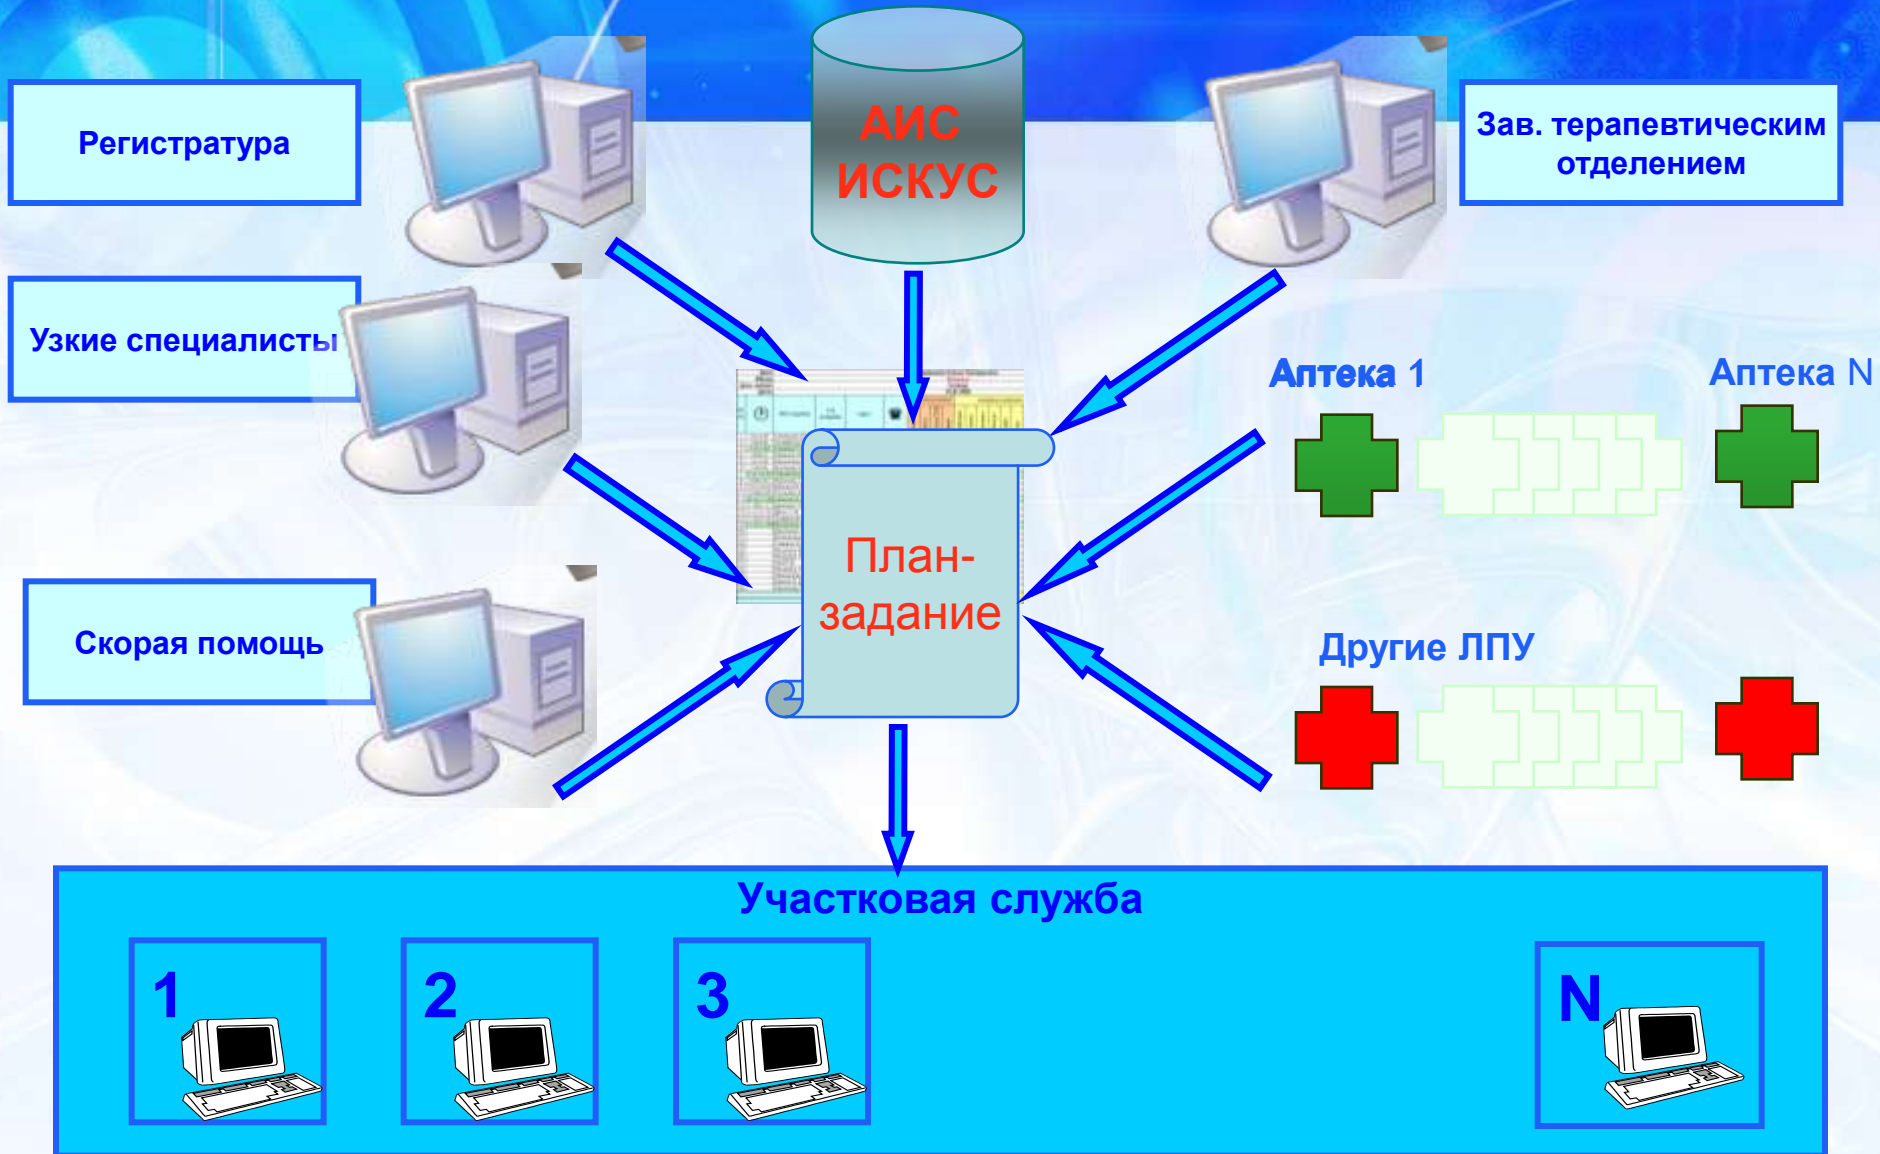 Регистратура
АИС
ИСКУС
Зав. терапевтическим
отделением
Узкие специалисты
Аптека 1
Аптека N
План-
задание
Скорая помощь
Другие ЛПУ
Участковая служба
1
2
3
N